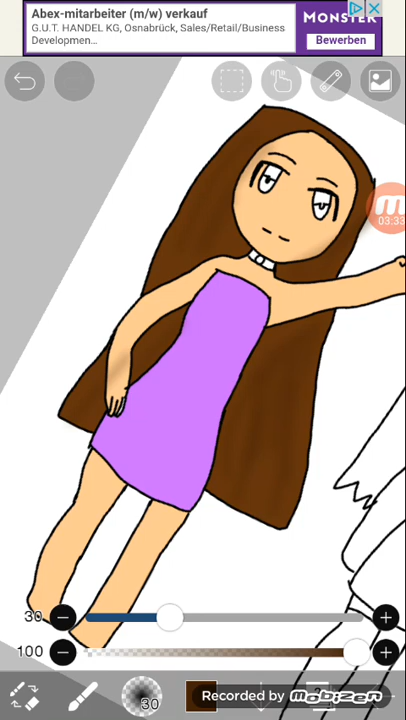 Abex-mitarbeiter (m/w) verkauf
G.U.T. HANDEL KG, Osnabrück, Sales/Retail/Business
Developmen...
MONSTER
Bewerben
03:33
30
100
30
Recorded by mobizen